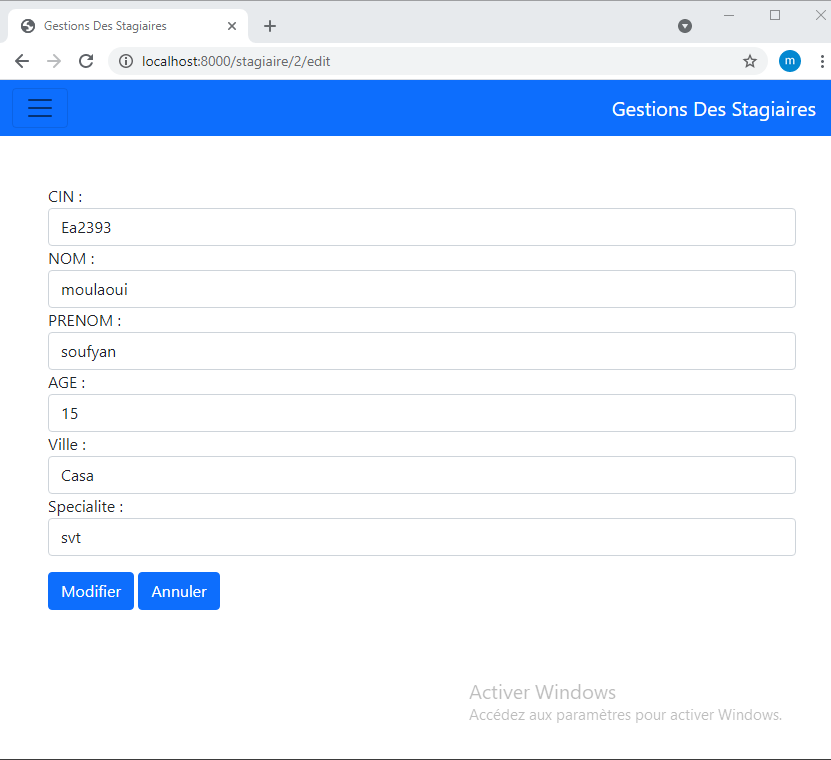 Gestions Des Stagiaires
localhost:8000/stagiaire/2/edit
m
Gestions Des Stagiaires
CIN :
Ea2393
NOM :
moulaoui
PRENOM :
soufyan
AGE :
15
Ville :
Casa
Specialite :
svt
Modifier Annuler
Activer Windows
Accédez aux paramètres pour activer Windows.